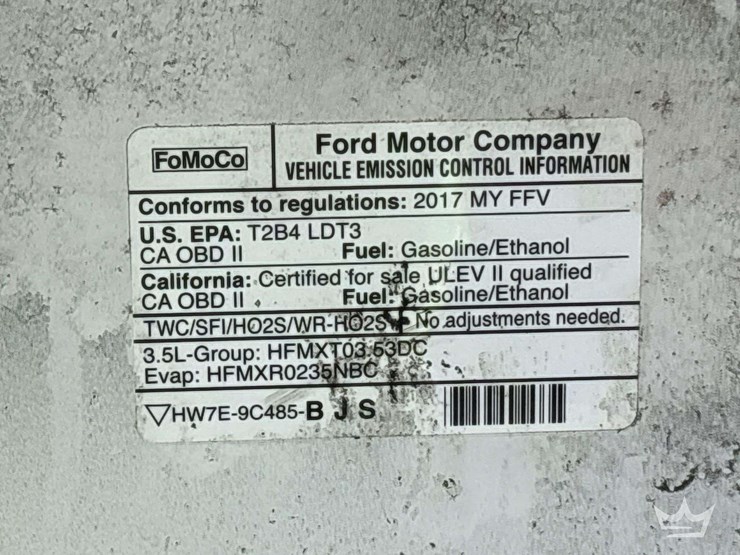 FoMoCo
Ford Motor Company
VEHICLE EMISSION CONTROL INFORMATION
Conforms to regulations: 2017 MY FFV
U.S. EPA: T2B4 LDT3
CA OBD II Fuel: Gasoline/Ethanol
California: Certified for sale ULEV II qualified
CA OBD II Fuel: Gasoline/Ethanol
TWC/SFI/HO2S/WR-HO2S No adjustments needed.
3.5L-Group: HFMXT03.53DC
Evap: HFMXR0235NBC
▽HW7E-9C485-B J S